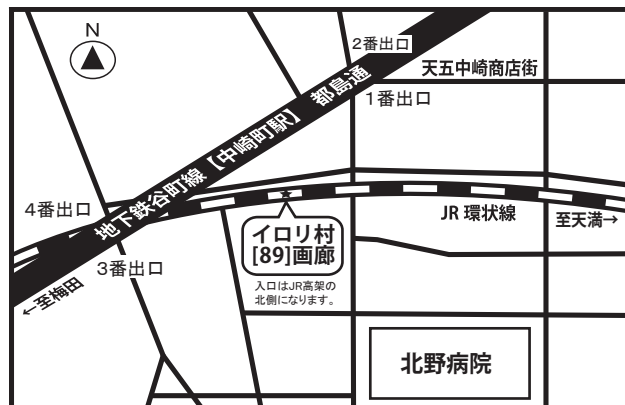 N
2番出口
天五中崎商店街
1番出口
地下鉄谷町線【中崎町駅】 都島通
4番出口
3番出口
←至梅田
イロリ村
[89]画廊
入口はJR高架の
北側になります。
JR 環状線
至天満→
北野病院